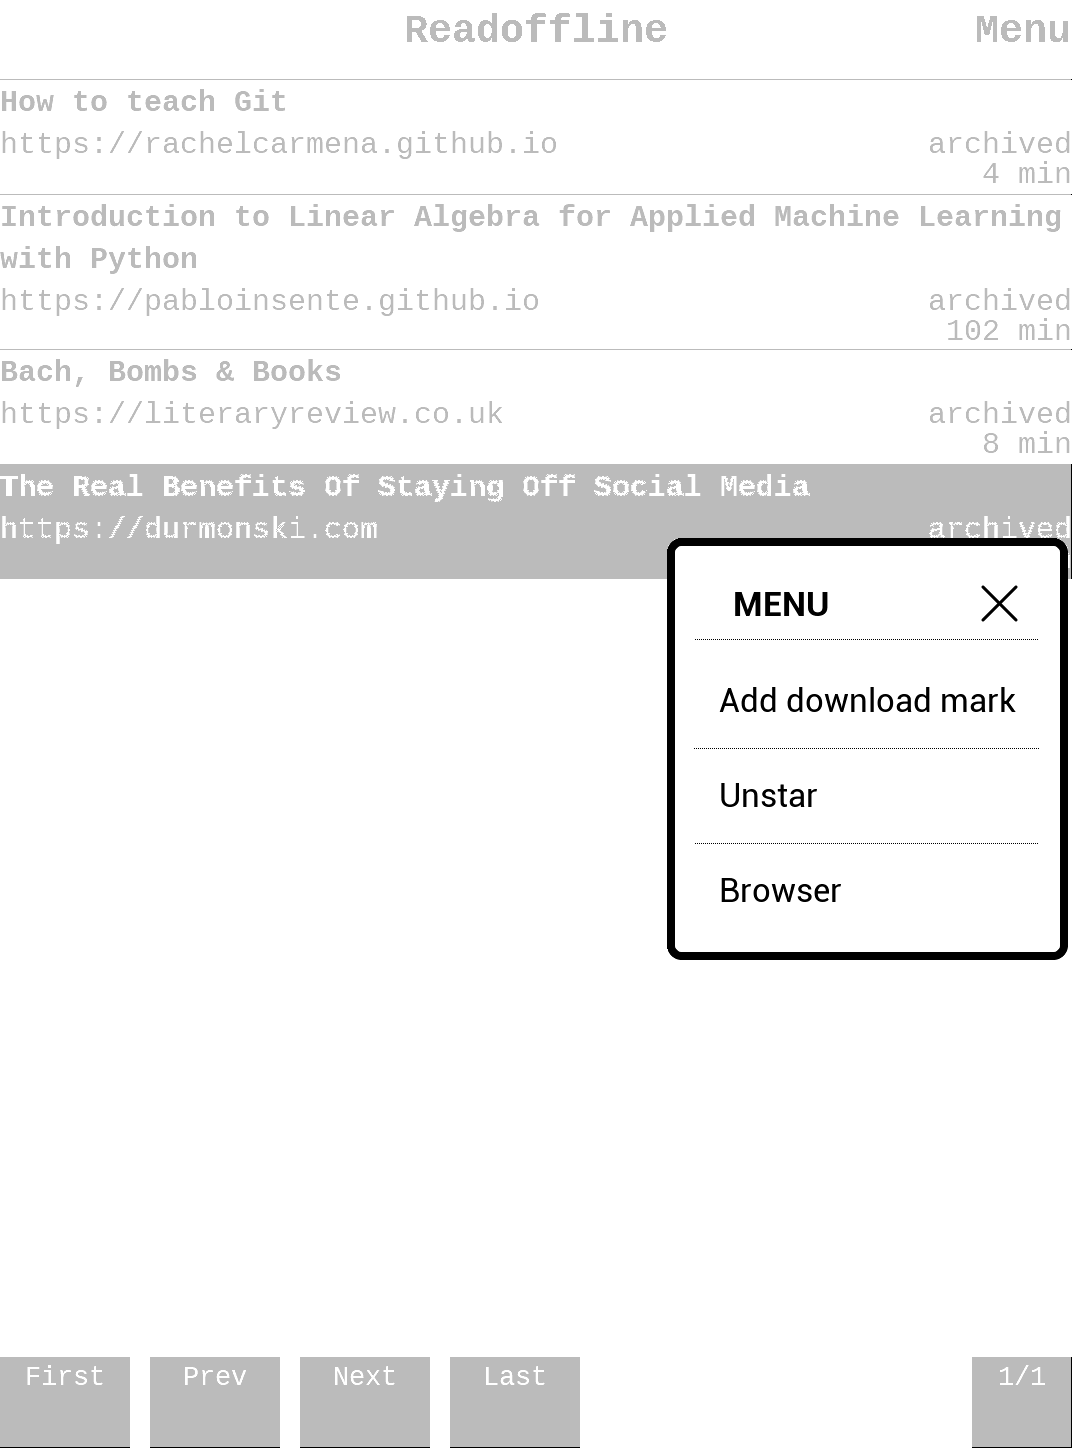 Readoffline Menu
How to teach Git
https://rachelcarmena.github.io archived
4 min
Introduction to Linear Algebra for Applied Machine Learning
with Python
https://pabloinsente.github.io archived
102 min
Bach, Bombs & Books
https://literaryreview.co.uk archived
8 min
The Real Benefits Of Staying Off Social Media
https://durmonski.com archived
MENU
Add download mark
Unstar
Browser
First Prev Next Last 1/1